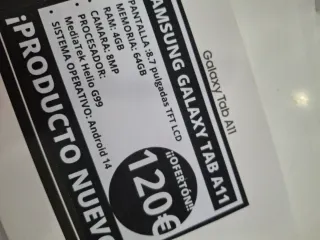 Galaxy Tab A11
SAMSUNG GALAXY TAB A11
PANTALLA :8.7 pulgadas TFT LCD
MEMORIA: 64GB
RAM: 4GB
CAMARA: 8MP
• PROCESADOR:
MediaTek Helio G99
• SISTEMA OPERATIVO: Android 14
¡¡OFERTÓN!!
120€
¡PRODUCTO NUEVO